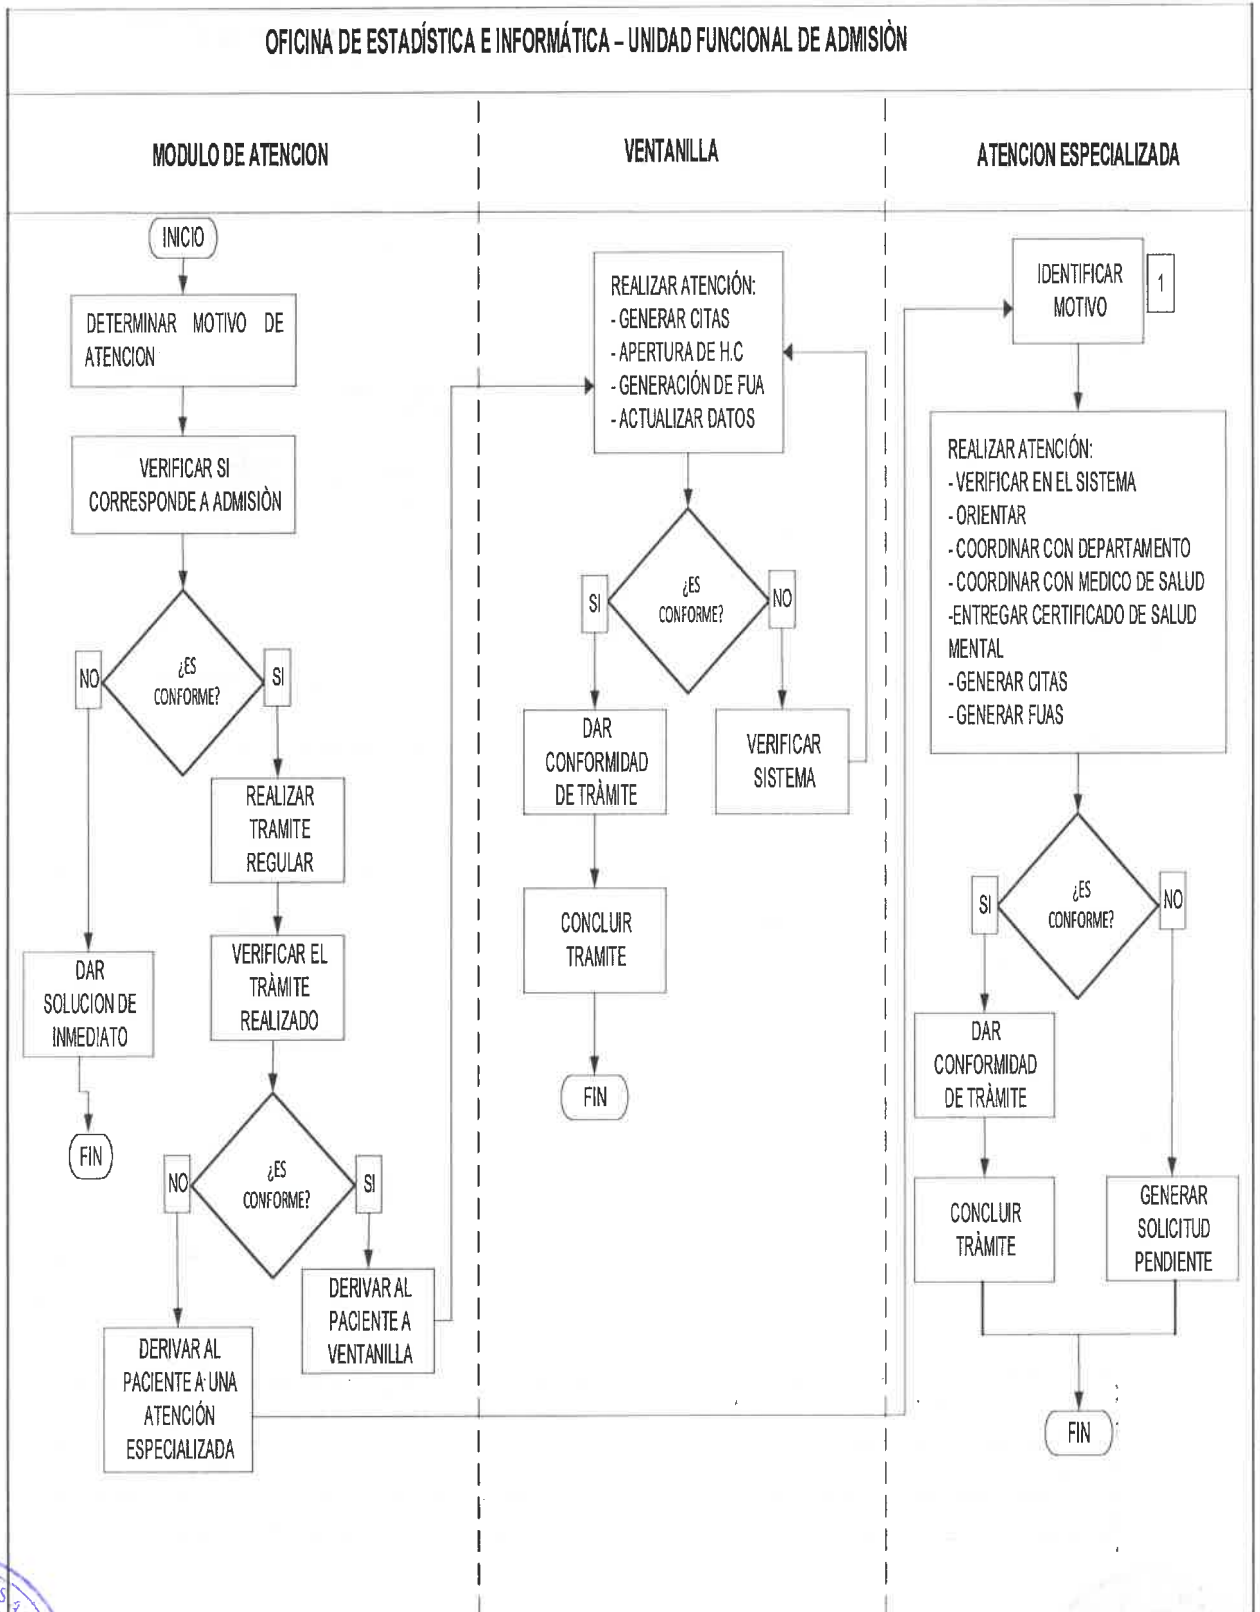 OFICINA DE ESTADÍSTICA E INFORMÁTICA – UNIDAD FUNCIONAL DE ADMISIÒN
MODULO DE ATENCION
VENTANILLA
ATENCION ESPECIALIZADA
INICIO
DETERMINAR MOTIVO DE
ATENCION
VERIFICAR SI
CORRESPONDE A ADMISIÒN
¿ES
CONFORME?
NO
SI
REALIZAR
TRAMITE
REGULAR
VERIFICAR EL
TRÀMITE
REALIZADO
DAR
SOLUCION DE
INMEDIATO
FIN
¿ES
CONFORME?
NO
SI
DERIVAR AL
PACIENTE A
VENTANILLA
DERIVAR AL
PACIENTE A UNA
ATENCIÓN
ESPECIALIZADA
REALIZAR ATENCIÓN:
- GENERAR CITAS
- APERTURA DE H.C
- GENERACIÓN DE FUA
- ACTUALIZAR DATOS
¿ES
CONFORME?
SI
NO
DAR
CONFORMIDAD
DE TRÀMITE
VERIFICAR
SISTEMA
CONCLUIR
TRAMITE
FIN
IDENTIFICAR
MOTIVO
1
REALIZAR ATENCIÓN:
- VERIFICAR EN EL SISTEMA
- ORIENTAR
- COORDINAR CON DEPARTAMENTO
- COORDINAR CON MEDICO DE SALUD
-ENTREGAR CERTIFICADO DE SALUD
MENTAL
- GENERAR CITAS
- GENERAR FUAS
¿ES
CONFORME?
SI
NO
DAR
CONFORMIDAD
DE TRÀMITE
CONCLUIR
TRÀMITE
GENERAR
SOLICITUD
PENDIENTE
FIN